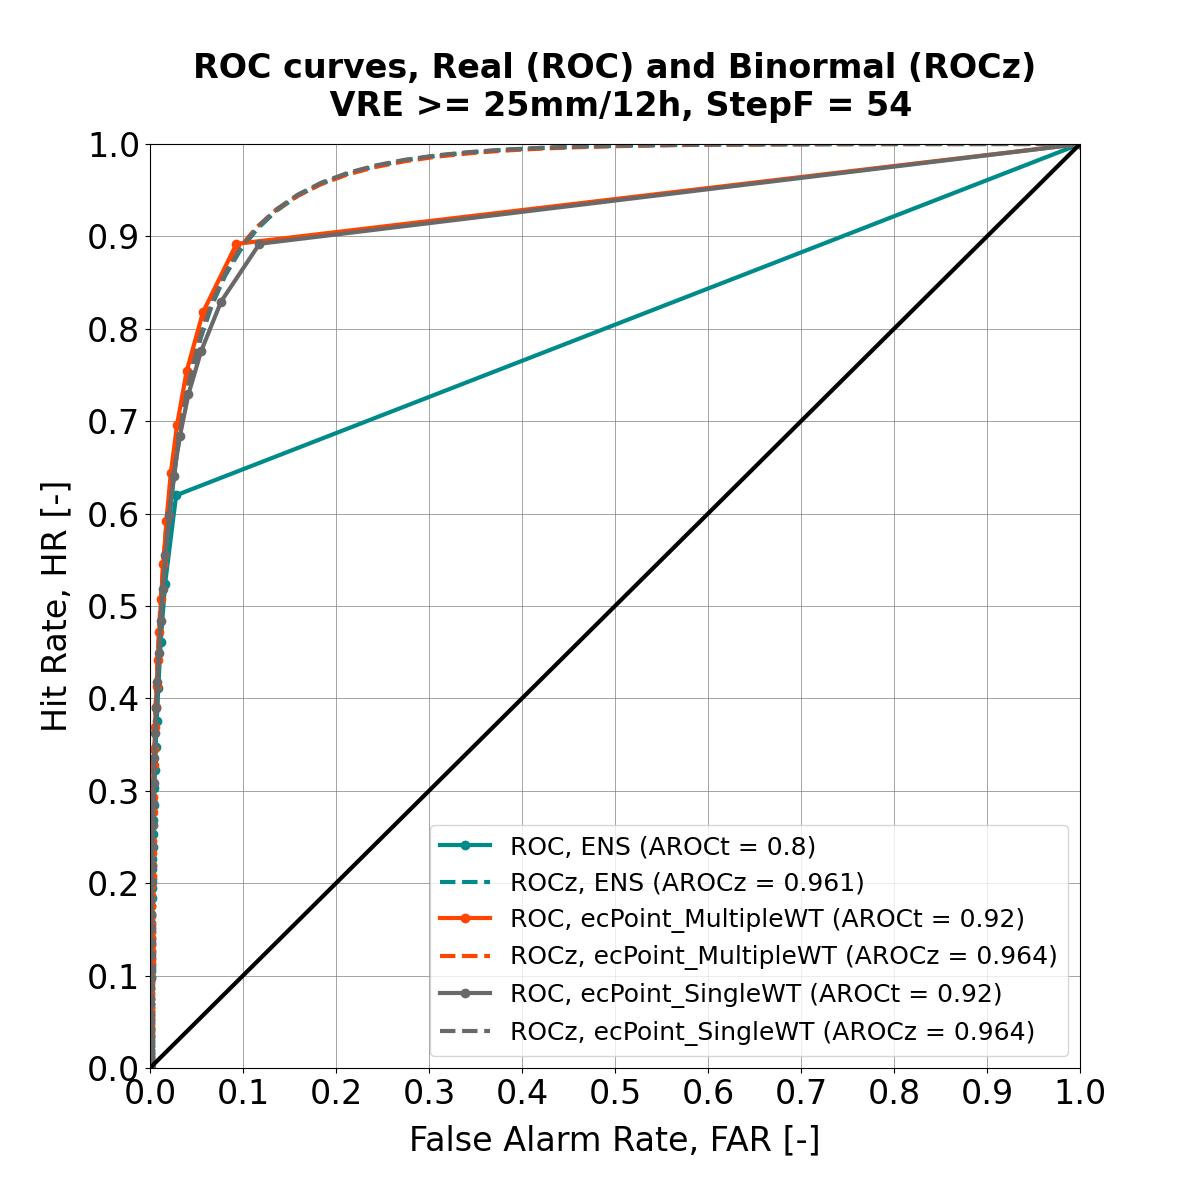 ROC curves, Real (ROC) and Binormal (ROCz)
VRE >= 25mm/12h, StepF = 54
1.0
0.9
0.8
0.7
0.6
0.5
0.4
0.3
0.2
0.1
0.0
Hit Rate, HR [-]
ROC, ENS (AROCt = 0.8)
ROCz, ENS (AROCz = 0.961)
ROC, ecPoint_MultipleWT (AROCt = 0.92)
ROCz, ecPoint_MultipleWT (AROCz = 0.964)
ROC, ecPoint_SingleWT (AROCt = 0.92)
ROCz, ecPoint_SingleWT (AROCz = 0.964)
0.0 0.1 0.2 0.3 0.4 0.5 0.6 0.7 0.8 0.9 1.0
False Alarm Rate, FAR [-]